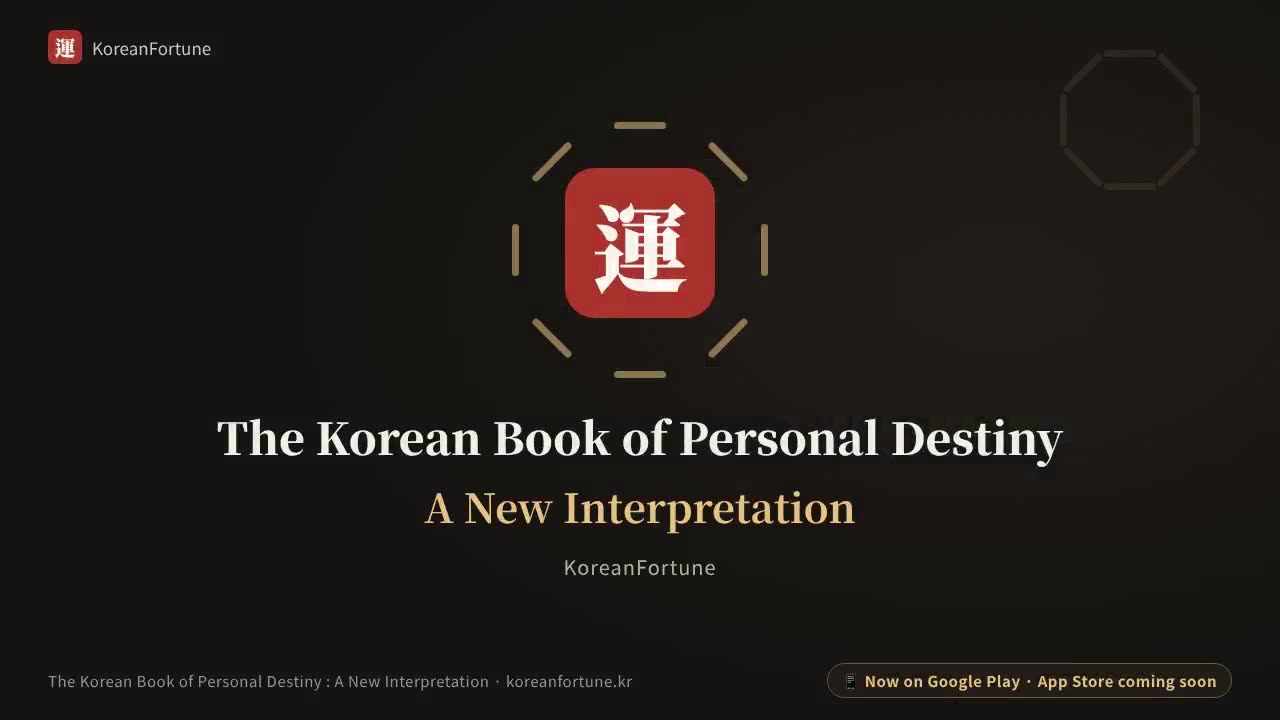 運 KoreanFortune
運
The Korean Book of Personal Destiny
A New Interpretation
KoreanFortune
The Korean Book of Personal Destiny : A New Interpretation · koreanfortune.kr
Now on Google Play · App Store coming soon